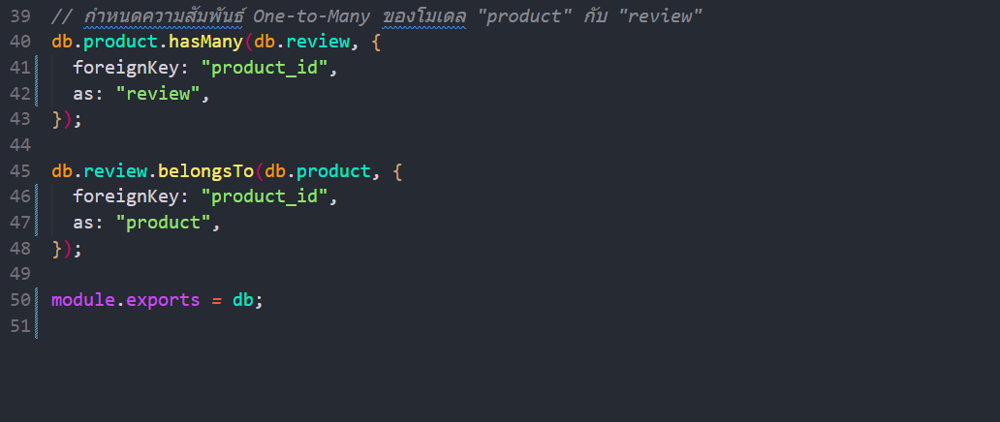 39 // กำหนดความสัมพันธ์ One-to-Many ของโมเดล "product" กับ "review"
40 db.product.hasMany(db.review, {
41 foreignKey: "product_id",
42 as: "review",
43 });
44
45 db.review.belongsTo(db.product, {
46 foreignKey: "product_id",
47 as: "product",
48 });
49
50 module.exports = db;
51